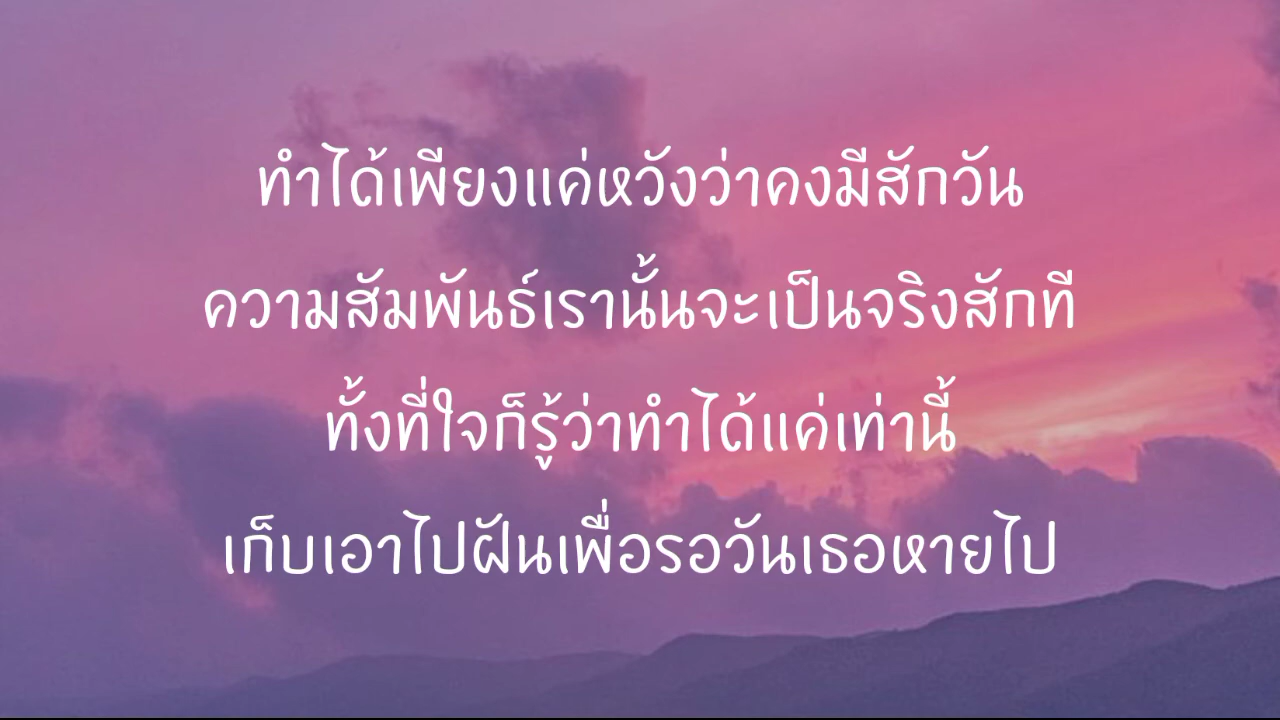 ทำได้เพียงแค่หวังว่าคงมีสักวัน
ความสัมพันธ์เรานั้นจะเป็นจริงสักที
ทั้งที่ใจก็รู้ว่าทำได้แค่เท่านี้
เก็บเอาไปฝันเพื่อรอวันเธอหายไป